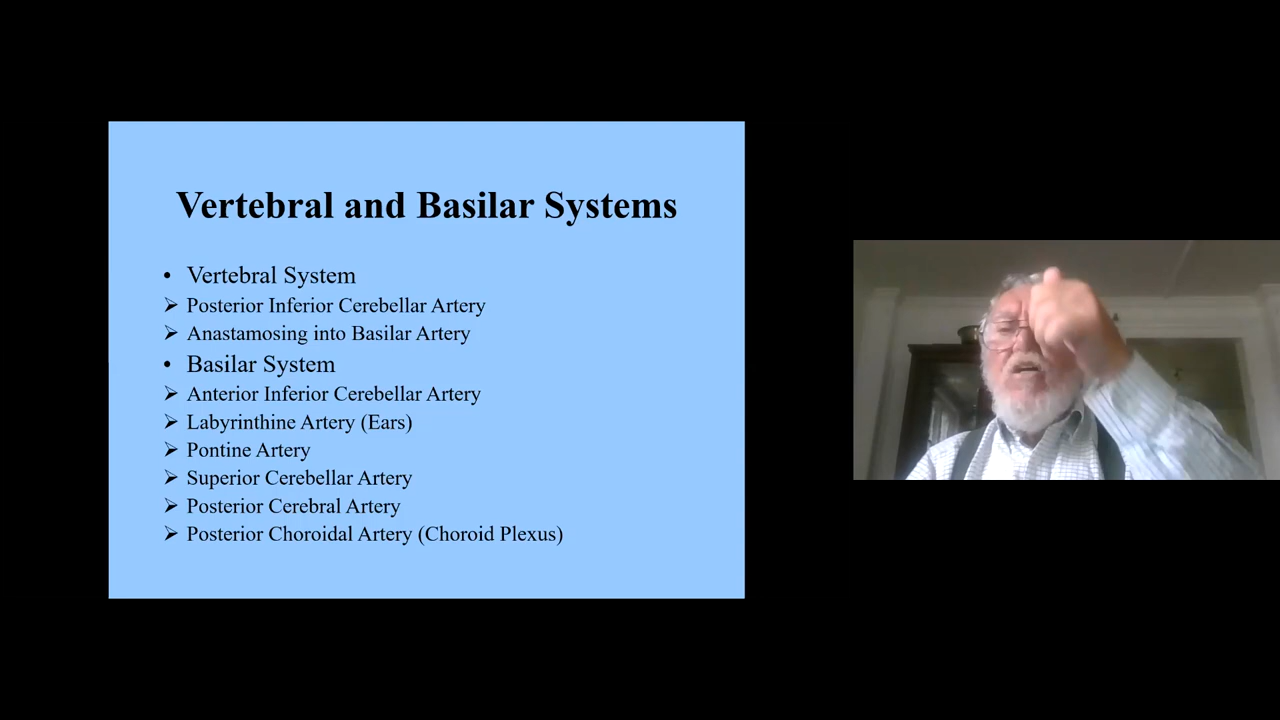 Vertebral and Basilar Systems
• Vertebral System
➢ Posterior Inferior Cerebellar Artery
➢ Anastamosing into Basilar Artery
• Basilar System
➢ Anterior Inferior Cerebellar Artery
➢ Labyrinthine Artery (Ears)
➢ Pontine Artery
➢ Superior Cerebellar Artery
➢ Posterior Cerebral Artery
➢ Posterior Choroidal Artery (Choroid Plexus)